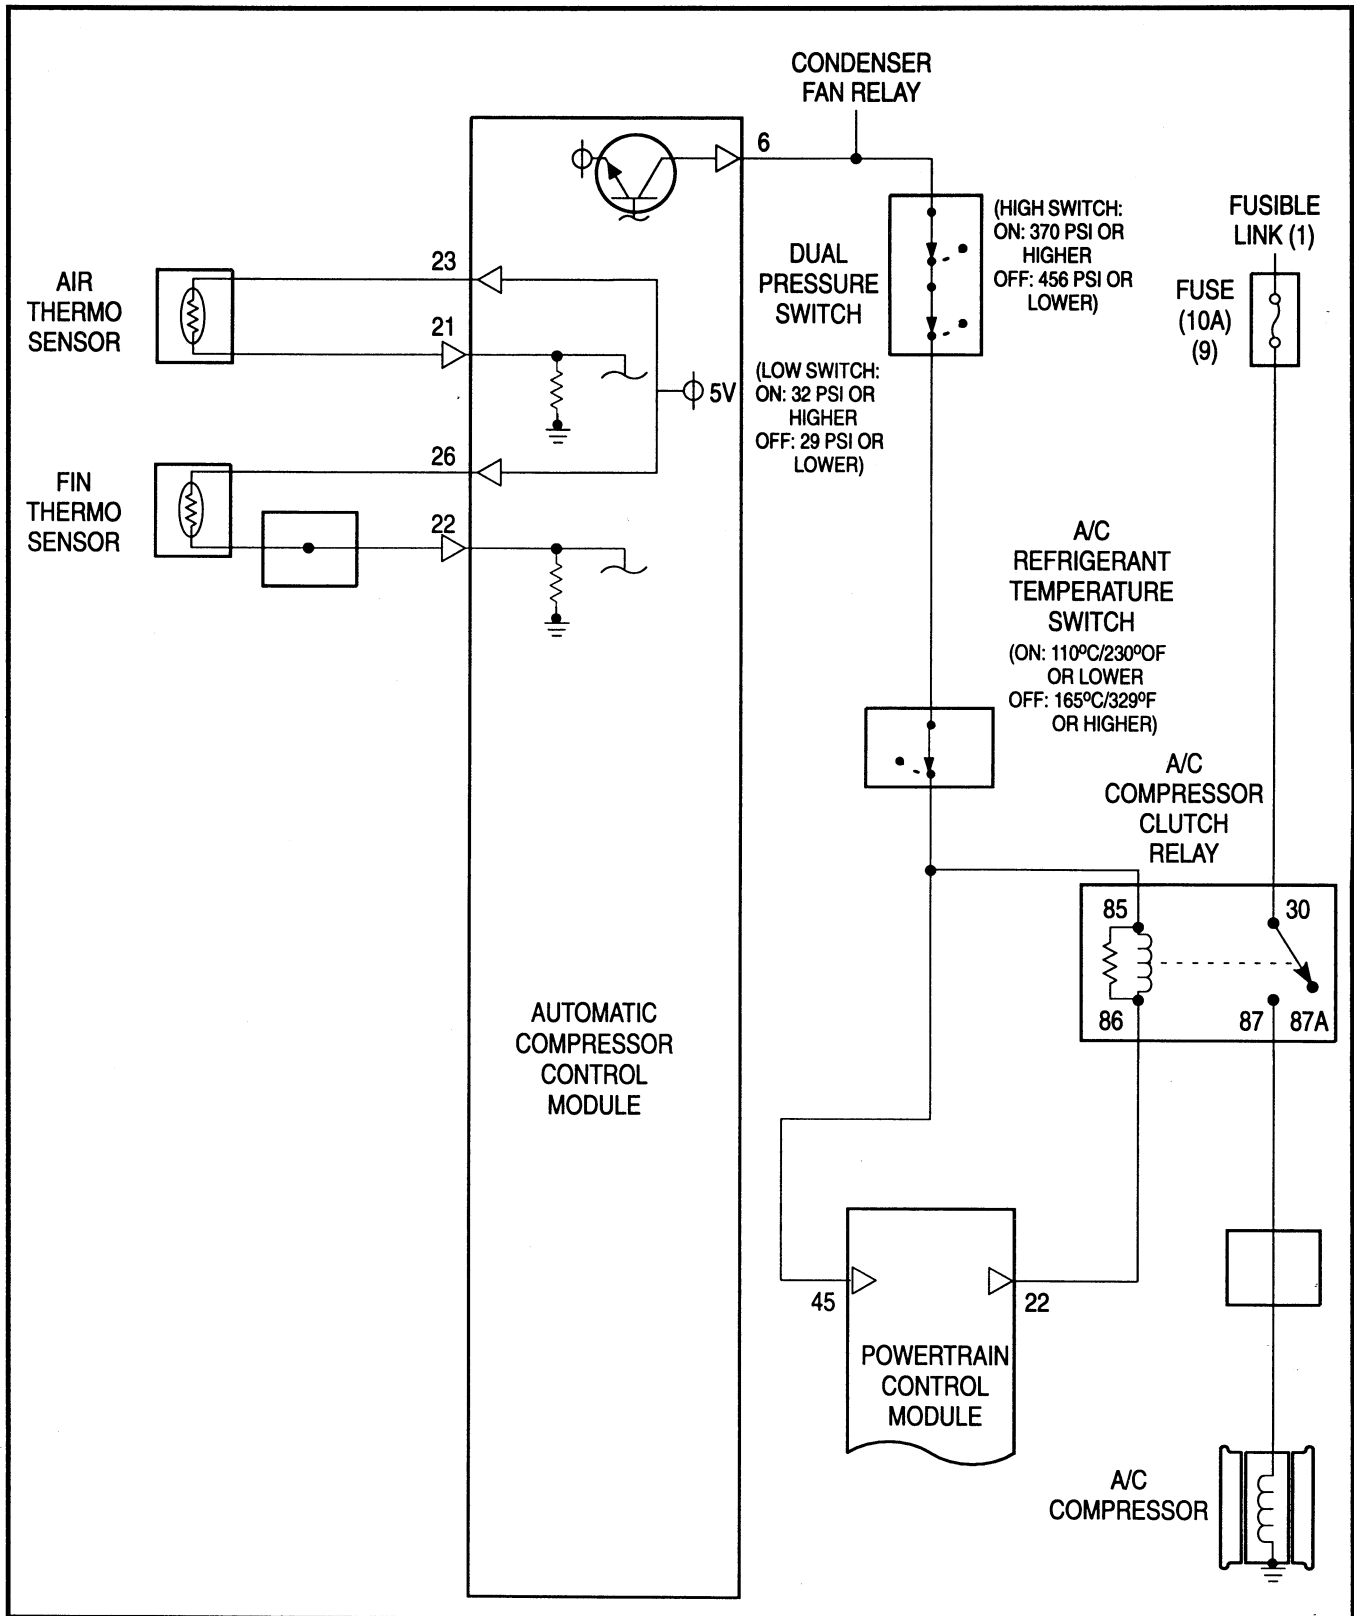 CONDENSER
FAN RELAY
6
(HIGH SWITCH:
ON: 370 PSI OR
HIGHER
OFF: 456 PSI OR
LOWER)
FUSIBLE
LINK (1)
DUAL
PRESSURE
SWITCH
FUSE
(10A)
(9)
AIR
THERMO
SENSOR
23
21
5V
(LOW SWITCH:
ON: 32 PSI OR
HIGHER
OFF: 29 PSI OR
LOWER)
FIN
THERMO
SENSOR
26
22
A/C
REFRIGERANT
TEMPERATURE
SWITCH
(ON: 110ºC/230ºOF
OR LOWER
OFF: 165ºC/329ºF
OR HIGHER)
A/C
COMPRESSOR
CLUTCH
RELAY
85
30
86
87
87A
AUTOMATIC
COMPRESSOR
CONTROL
MODULE
45
22
POWERTRAIN
CONTROL
MODULE
A/C
COMPRESSOR